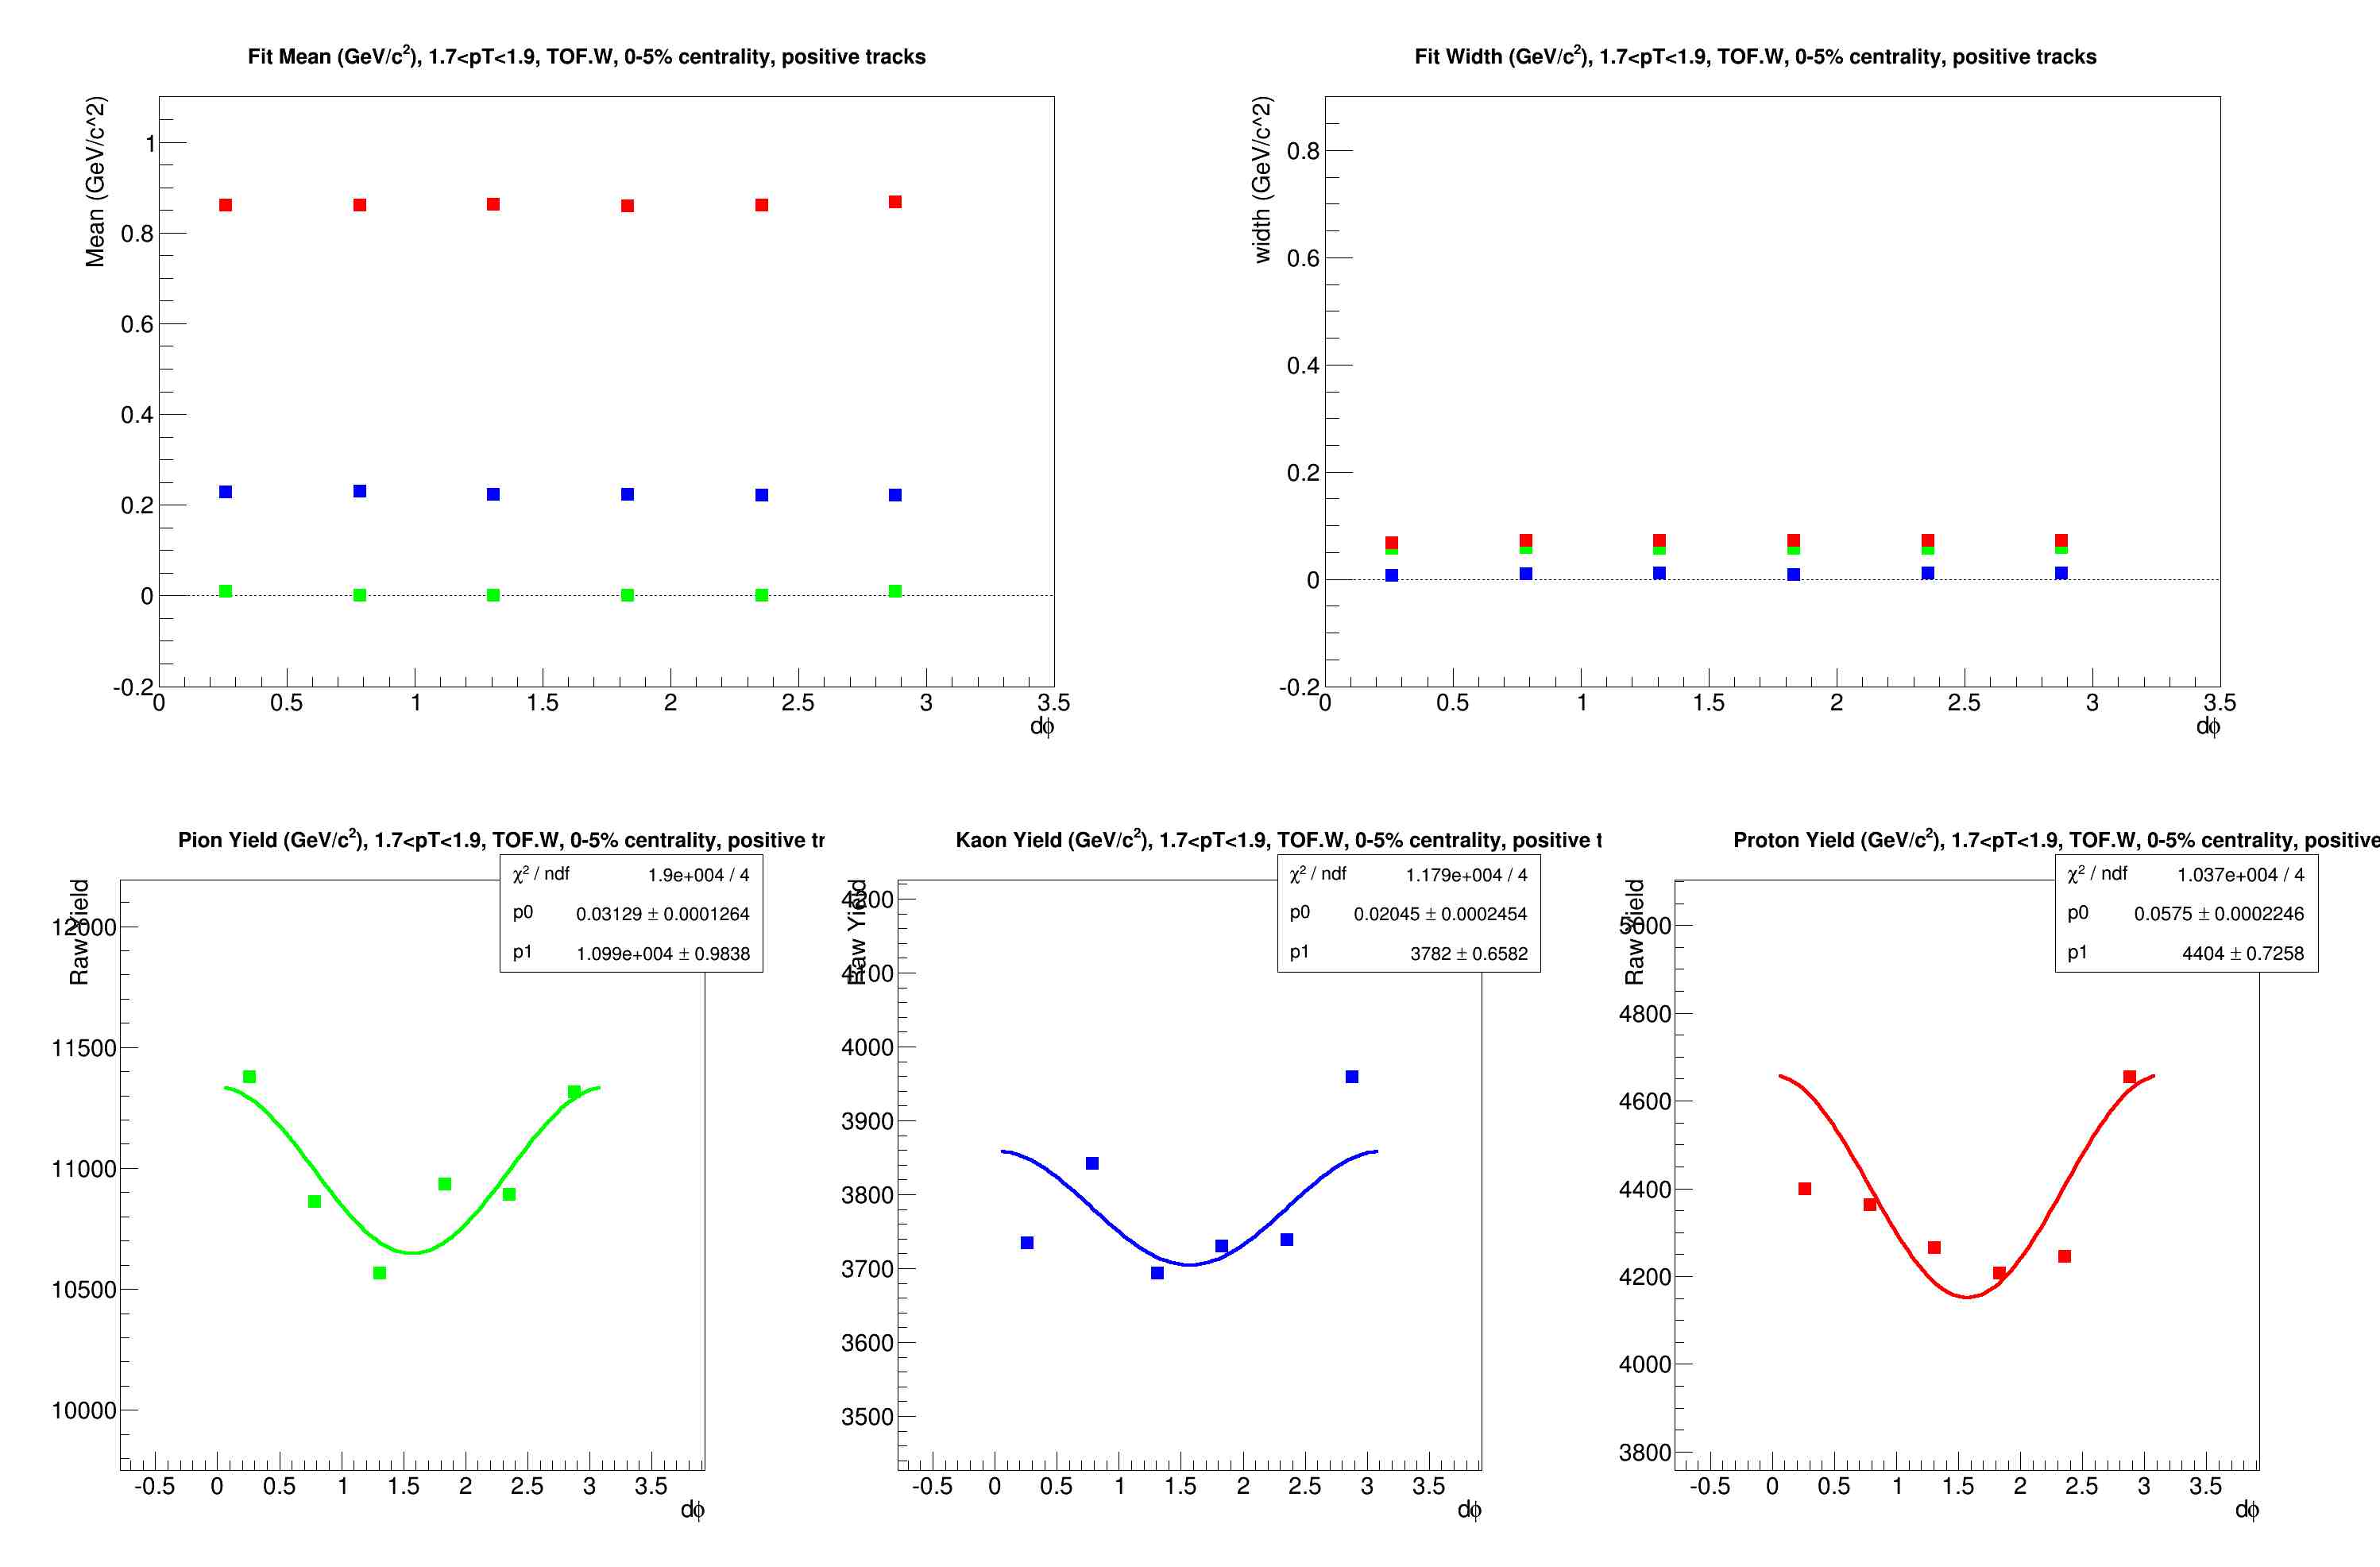 Fit Mean (GeV/c²), 1.7<pT<1.9, TOF.W, 0-5% centrality, positive tracks
Mean (GeV/c^2)
1
0.8
0.6
0.4
0.2
0
-0.2
0 0.5 1 1.5 2 2.5 3 3.5
dϕ
Fit Width (GeV/c²), 1.7<pT<1.9, TOF.W, 0-5% centrality, positive tracks
width (GeV/c^2)
0.8
0.6
0.4
0.2
0
-0.2
0 0.5 1 1.5 2 2.5 3 3.5
dϕ
Pion Yield (GeV/c²), 1.7<pT<1.9, TOF.W, 0-5% centrality, positive tr
χ² / ndf 1.9e+004 / 4
p0 0.03129 ± 0.0001264
p1 1.099e+004 ± 0.9838
Raw Yield
12000
11500
11000
10500
10000
-0.5 0 0.5 1 1.5 2 2.5 3 3.5
dϕ
Kaon Yield (GeV/c²), 1.7<pT<1.9, TOF.W, 0-5% centrality, positive t
χ² / ndf 1.179e+004 / 4
p0 0.02045 ± 0.0002454
p1 3782 ± 0.6582
Raw Yield
4200
4100
4000
3900
3800
3700
3600
3500
-0.5 0 0.5 1 1.5 2 2.5 3 3.5
dϕ
Proton Yield (GeV/c²), 1.7<pT<1.9, TOF.W, 0-5% centrality, positive
χ² / ndf 1.037e+004 / 4
p0 0.0575 ± 0.0002246
p1 4404 ± 0.7258
Raw Yield
5000
4800
4600
4400
4200
4000
3800
-0.5 0 0.5 1 1.5 2 2.5 3 3.5
dϕ